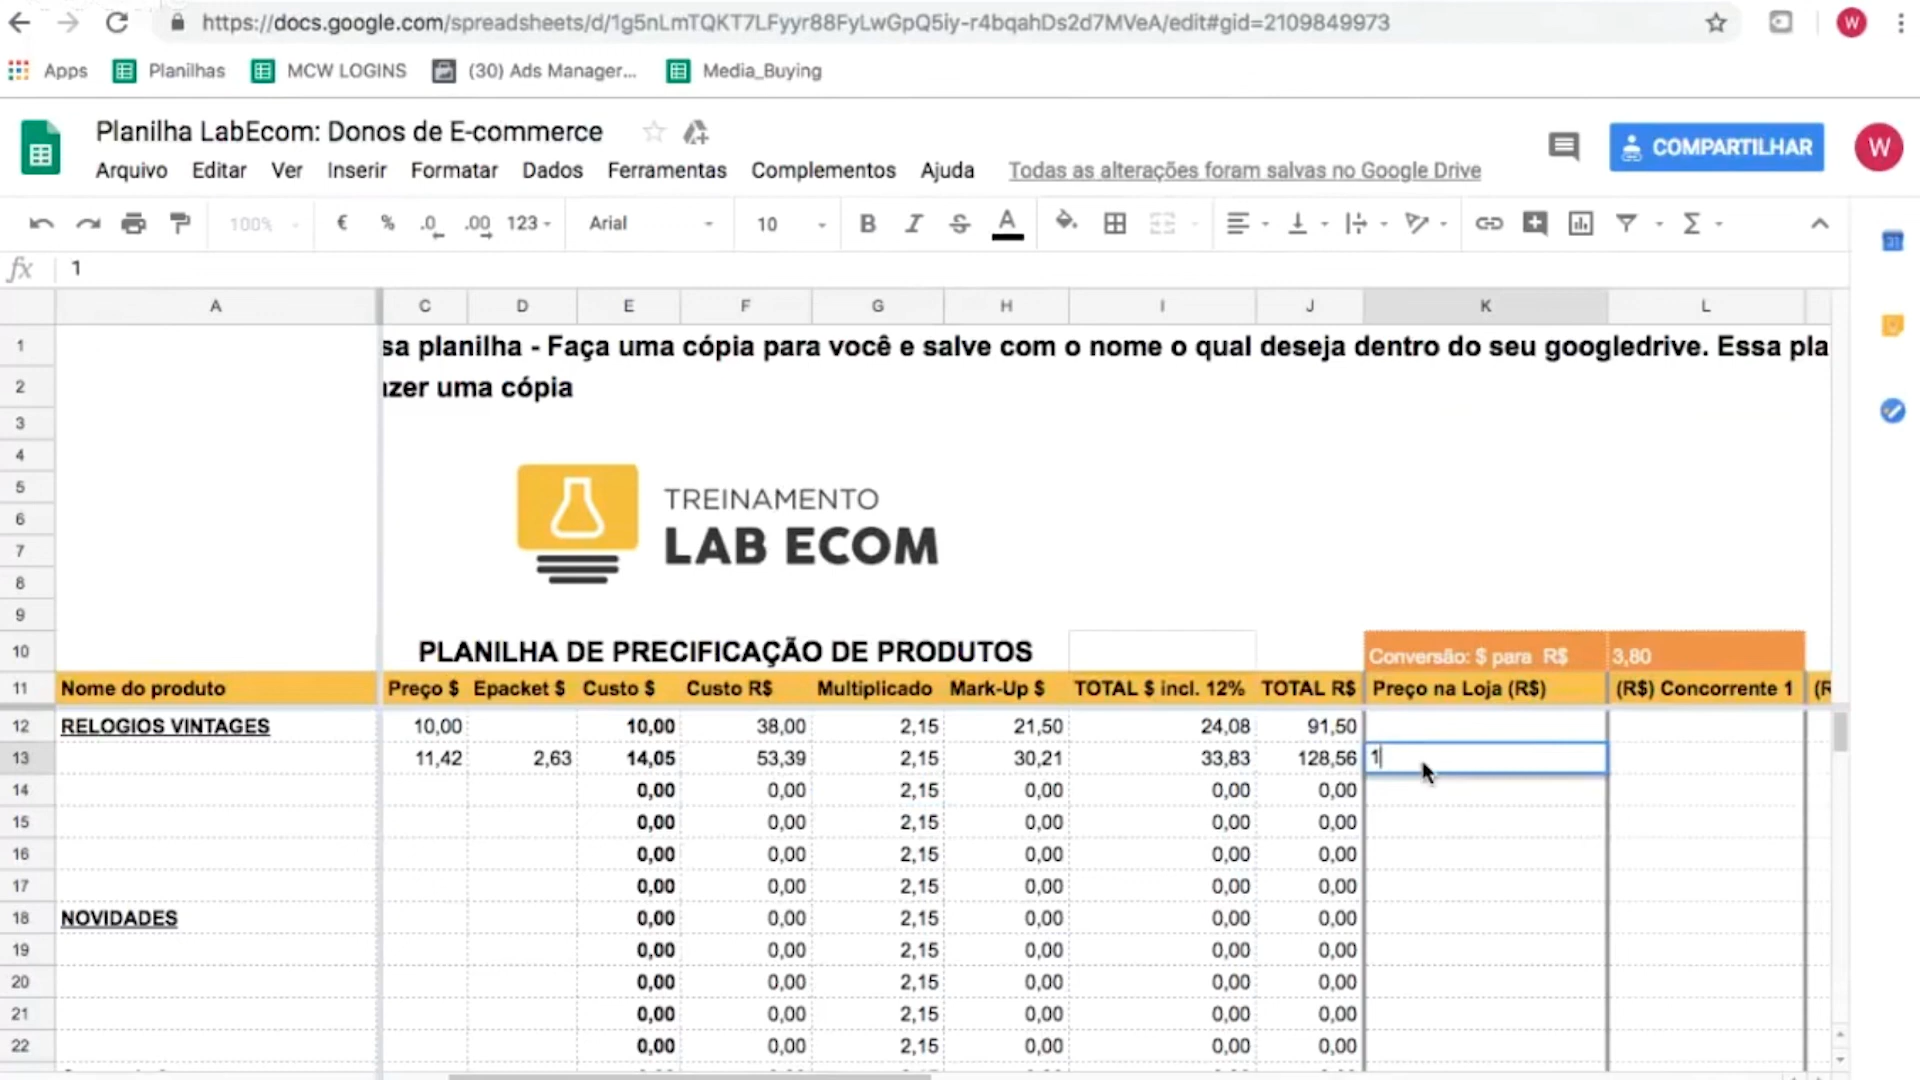 https://docs.google.com/spreadsheets/d/1g5nLmTQKT7LFyyr88FyLwGpQ5iy-r4bqahDs2d7MVeA/edit#gid=2109849973
W
Apps Planilhas MCW LOGINS (30) Ads Manager... Media_Buying
Planilha LabEcom: Donos de E-commerce
COMPARTILHAR
W
Arquivo Editar Ver Inserir Formatar Dados Ferramentas Complementos Ajuda Todas as alterações foram salvas no Google Drive
100% € % .0 .00 123 Arial 10 B I S A Σ
31
fx 1
A C D E F G H I J K L
1 sa planilha - Faça uma cópia para você e salve com o nome o qual deseja dentro do seu googledrive. Essa pla
2 azer uma cópia
3
4
5
6
7
8
9
TREINAMENTO
LAB ECOM
10 PLANILHA DE PRECIFICAÇÃO DE PRODUTOS Conversão: $ para R$ 3,80
11 Nome do produto Preço $ Epacket $ Custo $ Custo R$ Multiplicado Mark-Up $ TOTAL $ incl. 12% TOTAL R$ Preço na Loja (R$) (R$) Concorrente 1 (R
12 RELOGIOS VINTAGES 10,00 10,00 38,00 2,15 21,50 24,08 91,50
13 11,42 2,63 14,05 53,39 2,15 30,21 33,83 128,56 1
14 0,00 0,00 2,15 0,00 0,00 0,00
15 0,00 0,00 2,15 0,00 0,00 0,00
16 0,00 0,00 2,15 0,00 0,00 0,00
17 0,00 0,00 2,15 0,00 0,00 0,00
18 NOVIDADES 0,00 0,00 2,15 0,00 0,00 0,00
19 0,00 0,00 2,15 0,00 0,00 0,00
20 0,00 0,00 2,15 0,00 0,00 0,00
21 0,00 0,00 2,15 0,00 0,00 0,00
22 0,00 0,00 2,15 0,00 0,00 0,00